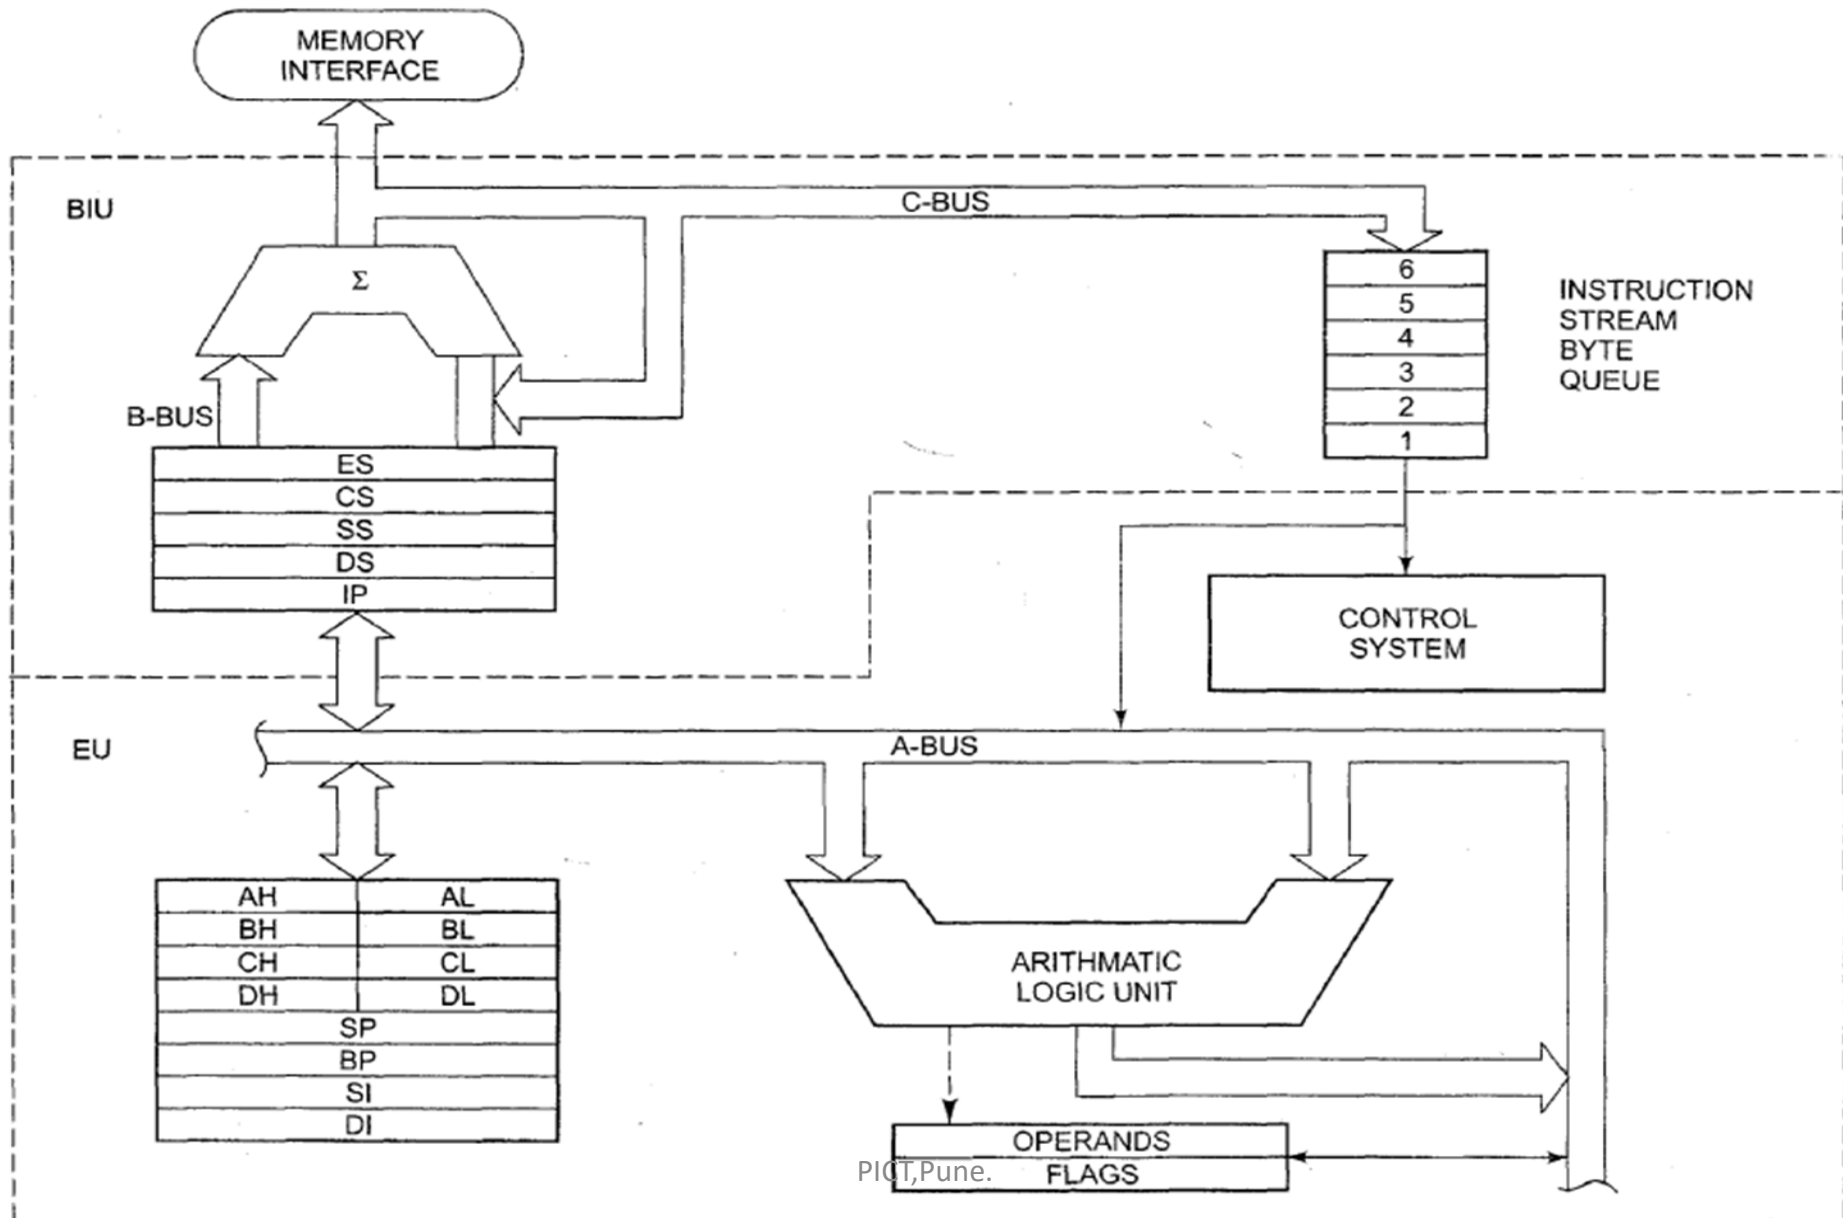 MEMORY
INTERFACE
BIU
C-BUS
Σ
6
5
4
3
2
1
INSTRUCTION
STREAM
BYTE
QUEUE
B-BUS
ES
CS
SS
DS
IP
CONTROL
SYSTEM
EU
A-BUS
AH AL
BH BL
CH CL
DH DL
SP
BP
SI
DI
ARITHMATIC
LOGIC UNIT
OPERANDS
FLAGS
PICT,Pune.